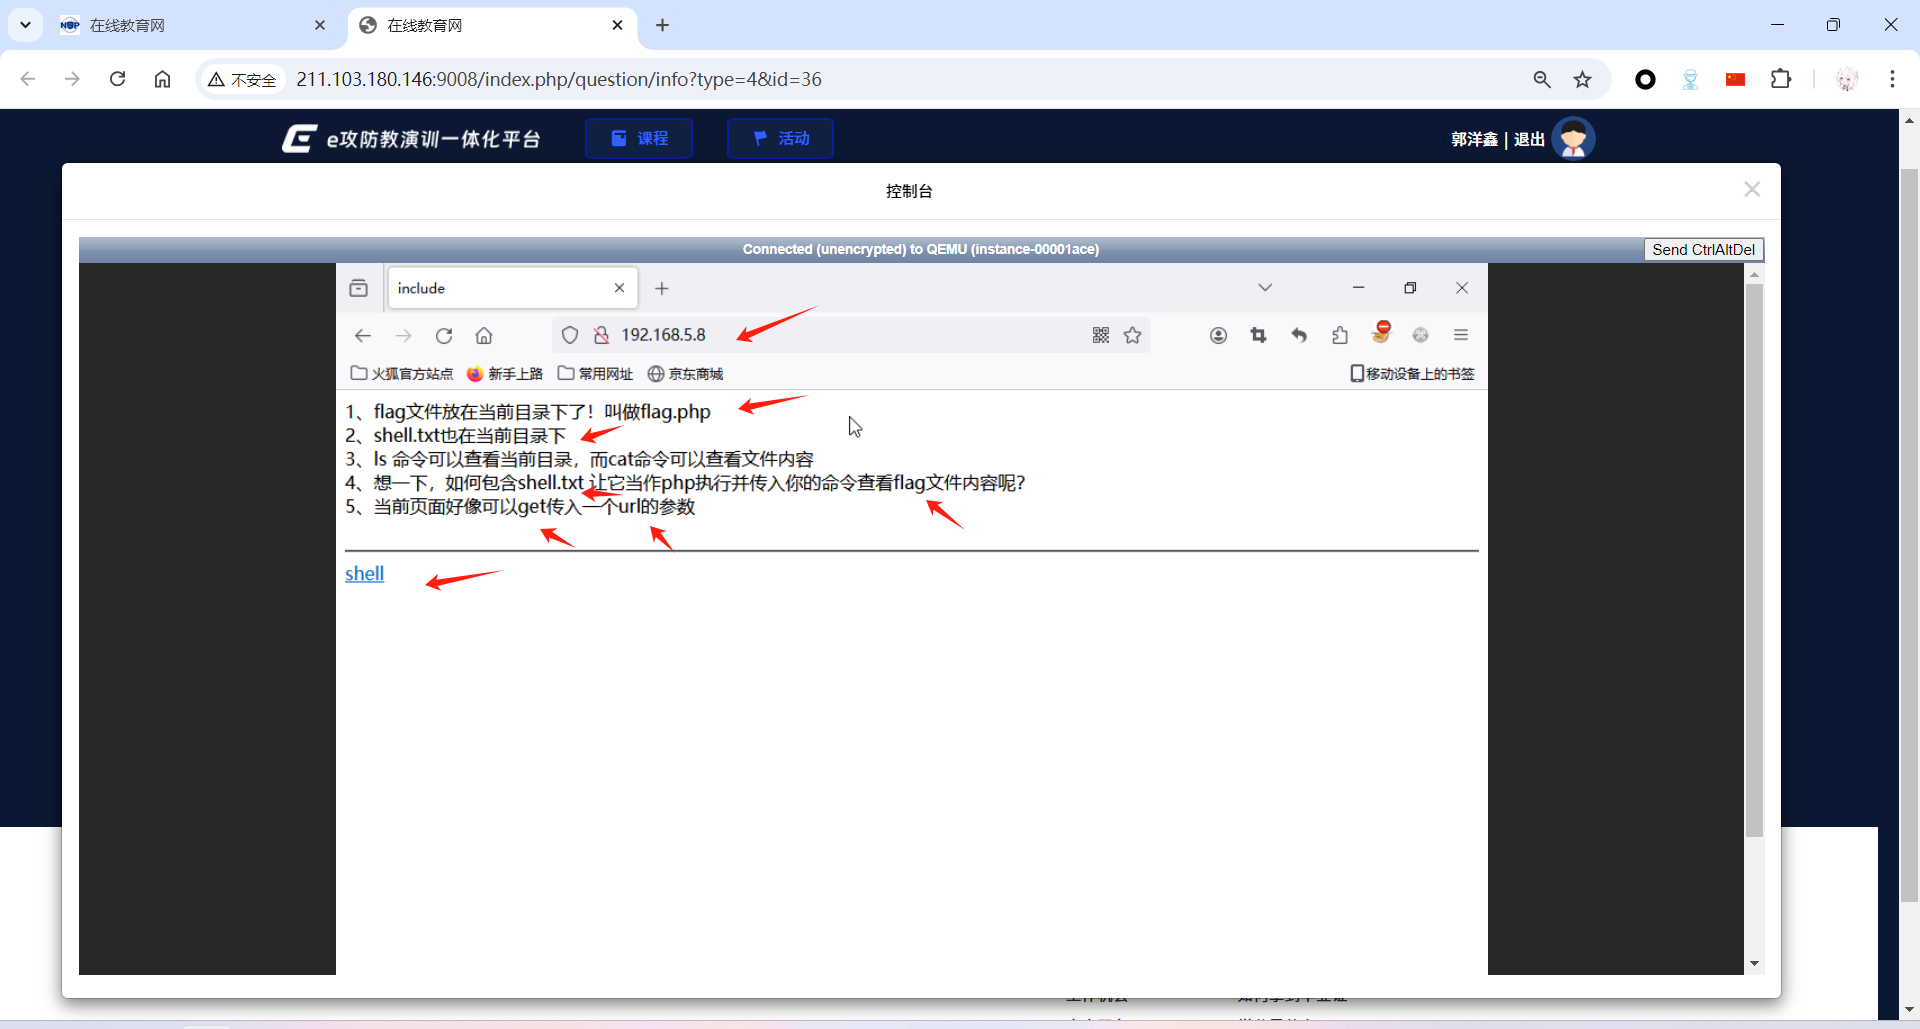 在线教育网
在线教育网
不安全
211.103.180.146:9008/index.php/question/info?type=4&id=36
e攻防教演训一体化平台
课程
活动
郭洋鑫 | 退出
控制台
Connected (unencrypted) to QEMU (instance-00001ace)
Send CtrlAltDel
include
192.168.5.8
火狐官方站点
新手上路
常用网址
京东商城
移动设备上的书签
1、flag文件放在当前目录下了！叫做flag.php
2、shell.txt也在当前目录下
3、ls 命令可以查看当前目录，而cat命令可以查看文件内容
4、想一下，如何包含shell.txt 让它当作php执行并传入你的命令查看flag文件内容呢？
5、当前页面好像可以get传入一个url的参数
shell